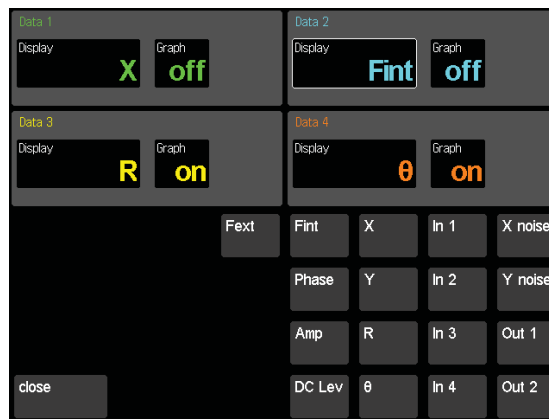 Data 1 Data 2
Display Graph Display Graph
X off Fint off
Data 3 Data 4
Display Graph Display Graph
R on θ on
Fext Fint X In 1 X noise
Phase Y In 2 Y noise
Amp R In 3 Out 1
close DC Lev θ In 4 Out 2